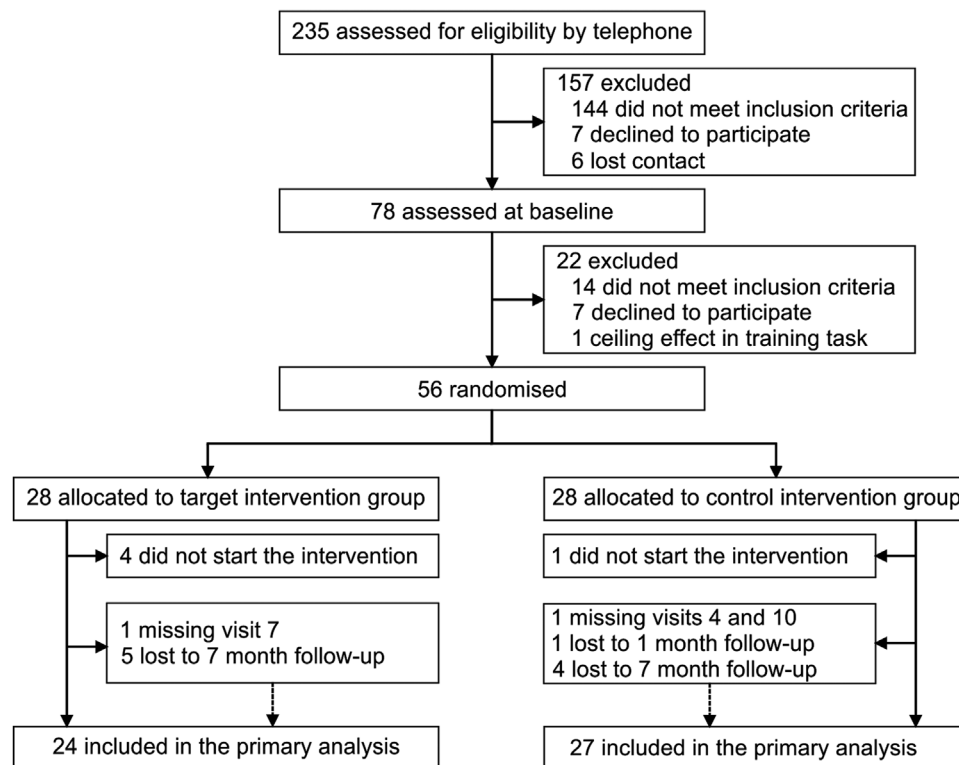 235 assessed for eligibility by telephone
157 excluded
144 did not meet inclusion criteria
7 declined to participate
6 lost contact
78 assessed at baseline
22 excluded
14 did not meet inclusion criteria
7 declined to participate
1 ceiling effect in training task
56 randomised
28 allocated to target intervention group
28 allocated to control intervention group
4 did not start the intervention
1 did not start the intervention
1 missing visit 7
5 lost to 7 month follow-up
1 missing visits 4 and 10
1 lost to 1 month follow-up
4 lost to 7 month follow-up
24 included in the primary analysis
27 included in the primary analysis